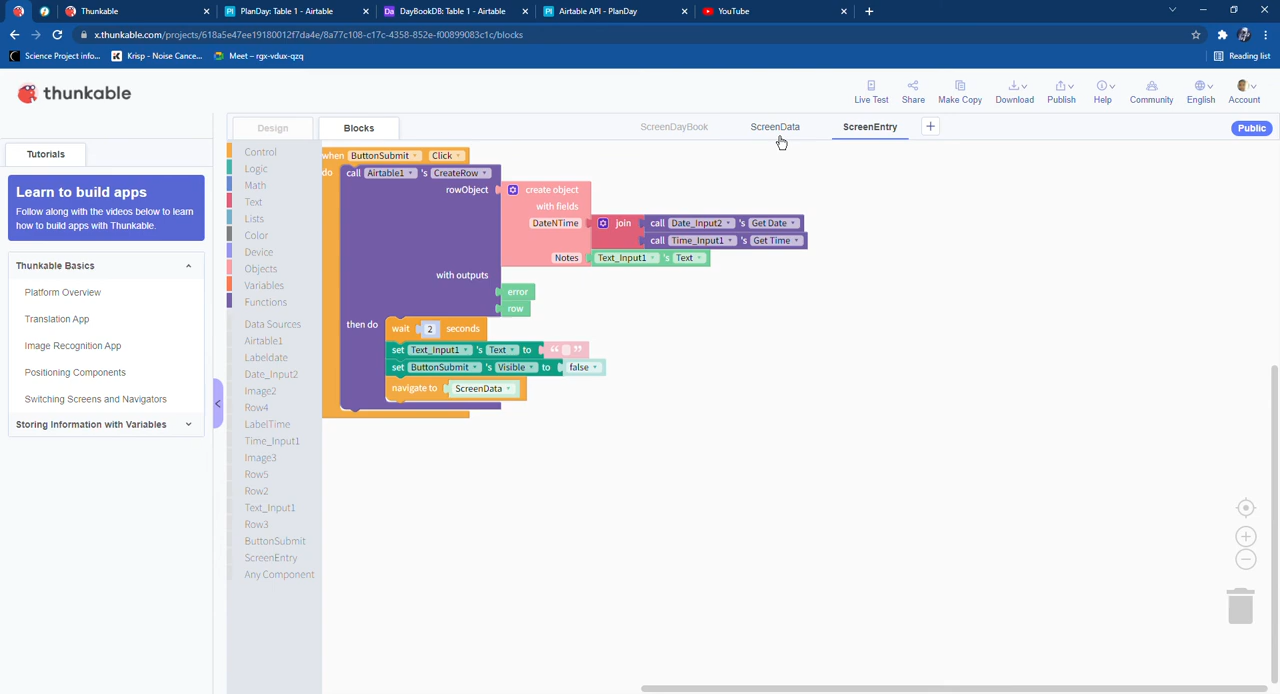 Thunkable
PlanDay: Table 1 - Airtable
DayBookDB: Table 1 - Airtable
Airtable API - PlanDay
YouTube
x.thunkable.com/projects/618a5e47ee19180012f7da4e/8a77c108-c17c-4358-852e-f00899083c1c/blocks
Science Project info...
Krisp - Noise Cance...
Meet – rgx-vdux-qzq
Reading list
thunkable
Live Test
Share
Make Copy
Download
Publish
Help
Community
English
Account
Design
Blocks
ScreenDayBook
ScreenData
ScreenEntry
Public
Tutorials
Learn to build apps
Follow along with the videos below to learn
how to build apps with Thunkable.
Thunkable Basics
Platform Overview
Translation App
Image Recognition App
Positioning Components
Switching Screens and Navigators
Storing Information with Variables
Control
Logic
Math
Text
Lists
Color
Device
Objects
Variables
Functions
Data Sources
Airtable1
Labeldate
Date_Input2
Image2
Row4
LabelTime
Time_Input1
Image3
Row5
Row2
Text_Input1
Row3
ButtonSubmit
ScreenEntry
Any Component
when ButtonSubmit Click
do call Airtable1 's CreateRow
rowObject create object
with fields
DateNTime join call Date_Input2 's Get Date
call Time_Input1 's Get Time
Notes Text_Input1 's Text
with outputs
error
row
then do wait 2 seconds
set Text_Input1 's Text to “ ”
set ButtonSubmit 's Visible to false
navigate to ScreenData